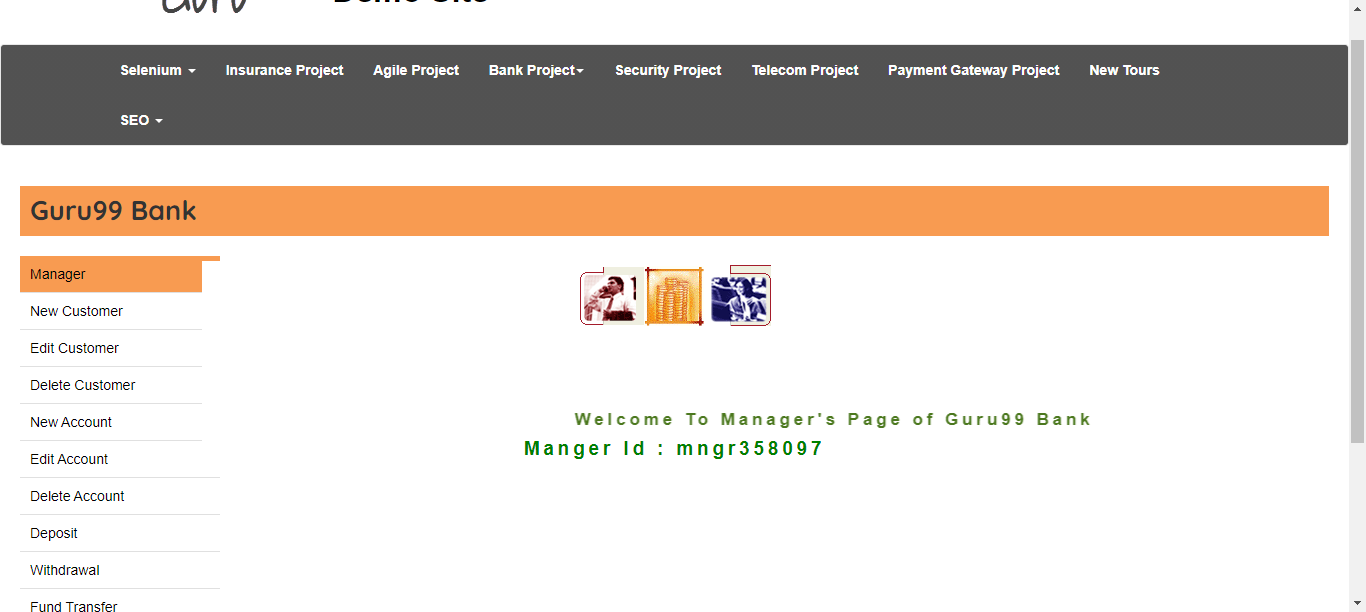 Selenium Insurance Project Agile Project Bank Project Security Project Telecom Project Payment Gateway Project New Tours
SEO
Guru99 Bank
Manager
New Customer
Edit Customer
Delete Customer
New Account
Edit Account
Delete Account
Deposit
Withdrawal
Fund Transfer
Welcome To Manager's Page of Guru99 Bank
Manger Id : mngr358097